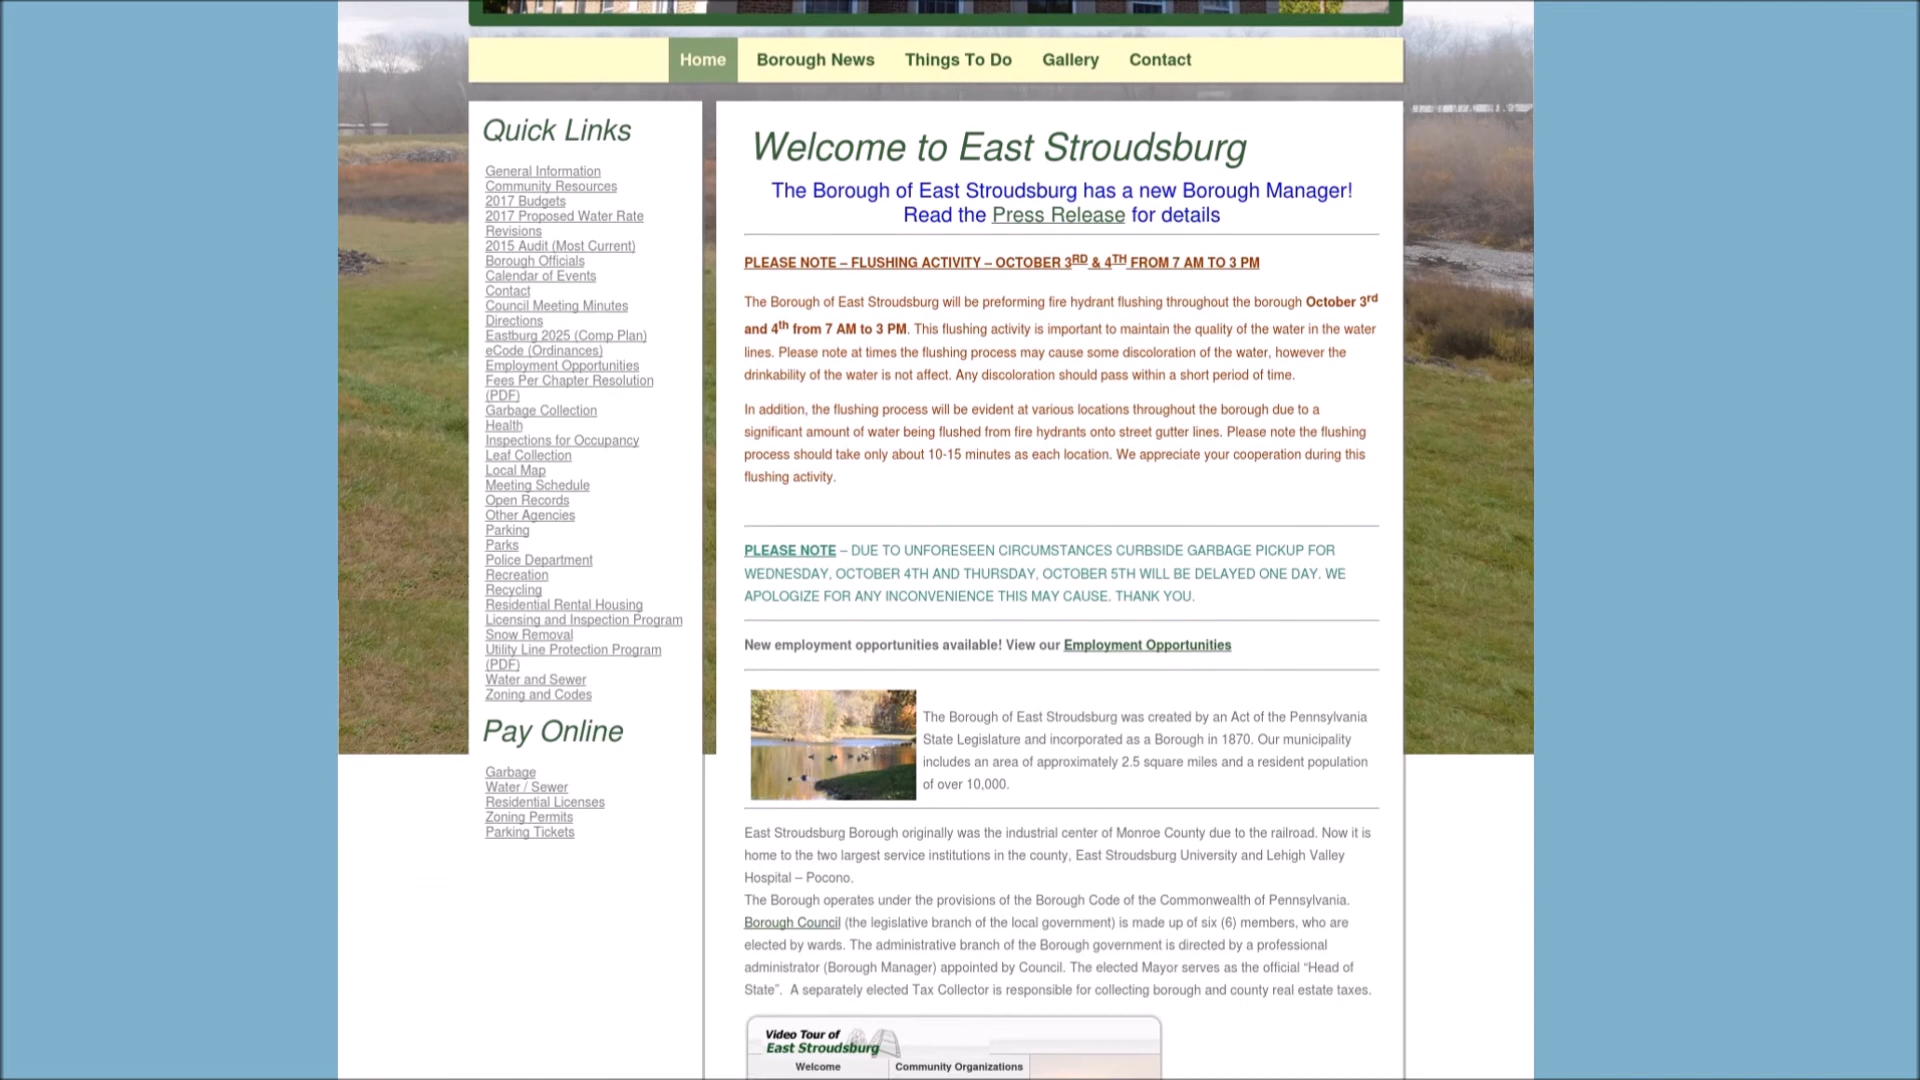 Home Borough News Things To Do Gallery Contact
Quick Links
General Information
Community Resources
2017 Budgets
2017 Proposed Water Rate
Revisions
2015 Audit (Most Current)
Borough Officials
Calendar of Events
Contact
Council Meeting Minutes
Directions
Eastburg 2025 (Comp Plan)
eCode (Ordinances)
Employment Opportunities
Fees Per Chapter Resolution
(PDF)
Garbage Collection
Health
Inspections for Occupancy
Leaf Collection
Local Map
Meeting Schedule
Open Records
Other Agencies
Parking
Parks
Police Department
Recreation
Recycling
Residential Rental Housing
Licensing and Inspection Program
Snow Removal
Utility Line Protection Program
(PDF)
Water and Sewer
Zoning and Codes
Pay Online
Garbage
Water / Sewer
Residential Licenses
Zoning Permits
Parking Tickets
Welcome to East Stroudsburg
The Borough of East Stroudsburg has a new Borough Manager!
Read the Press Release for details
PLEASE NOTE – FLUSHING ACTIVITY – OCTOBER 3RD & 4TH FROM 7 AM TO 3 PM
The Borough of East Stroudsburg will be preforming fire hydrant flushing throughout the borough October 3rd
and 4th from 7 AM to 3 PM. This flushing activity is important to maintain the quality of the water in the water
lines. Please note at times the flushing process may cause some discoloration of the water, however the
drinkability of the water is not affect. Any discoloration should pass within a short period of time.
In addition, the flushing process will be evident at various locations throughout the borough due to a
significant amount of water being flushed from fire hydrants onto street gutter lines. Please note the flushing
process should take only about 10-15 minutes as each location. We appreciate your cooperation during this
flushing activity.
PLEASE NOTE – DUE TO UNFORESEEN CIRCUMSTANCES CURBSIDE GARBAGE PICKUP FOR
WEDNESDAY, OCTOBER 4TH AND THURSDAY, OCTOBER 5TH WILL BE DELAYED ONE DAY. WE
APOLOGIZE FOR ANY INCONVENIENCE THIS MAY CAUSE. THANK YOU.
New employment opportunities available! View our Employment Opportunities
The Borough of East Stroudsburg was created by an Act of the Pennsylvania
State Legislature and incorporated as a Borough in 1870. Our municipality
includes an area of approximately 2.5 square miles and a resident population
of over 10,000.
East Stroudsburg Borough originally was the industrial center of Monroe County due to the railroad. Now it is
home to the two largest service institutions in the county, East Stroudsburg University and Lehigh Valley
Hospital – Pocono.
The Borough operates under the provisions of the Borough Code of the Commonwealth of Pennsylvania.
Borough Council (the legislative branch of the local government) is made up of six (6) members, who are
elected by wards. The administrative branch of the Borough government is directed by a professional
administrator (Borough Manager) appointed by Council. The elected Mayor serves as the official “Head of
State”.  A separately elected Tax Collector is responsible for collecting borough and county real estate taxes.
Video Tour of
East Stroudsburg
Welcome Community Organizations